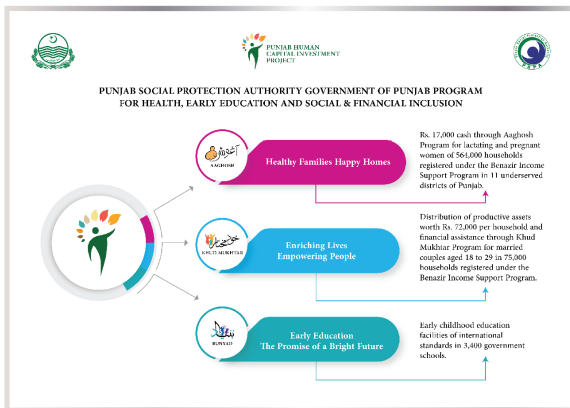 PUNJAB HUMAN
CAPITAL INVESTMENT
PROJECT
PSPA
PUNJAB SOCIAL PROTECTION AUTHORITY GOVERNMENT OF PUNJAB PROGRAM
FOR HEALTH, EARLY EDUCATION AND SOCIAL & FINANCIAL INCLUSION
آغوش
AAGHOSH
Healthy Families Happy Homes
Rs. 17,000 cash through Aaghosh
Program for lactating and pregnant
women of 564,000 households
registered under the Benazir Income
Support Program in 11 underserved
districts of Punjab.
خود مختار
KHUD MUKHTAR
Enriching Lives
Empowering People
Distribution of productive assets
worth Rs. 72,000 per household and
financial assistance through Khud
Mukhtar Program for married
couples aged 18 to 29 in 75,000
households registered under the
Benazir Income Support Program.
بنیاد
BUNYAD
Early Education
The Promise of a Bright Future
Early childhood education
facilities of international
standards in 3,400 government
schools.